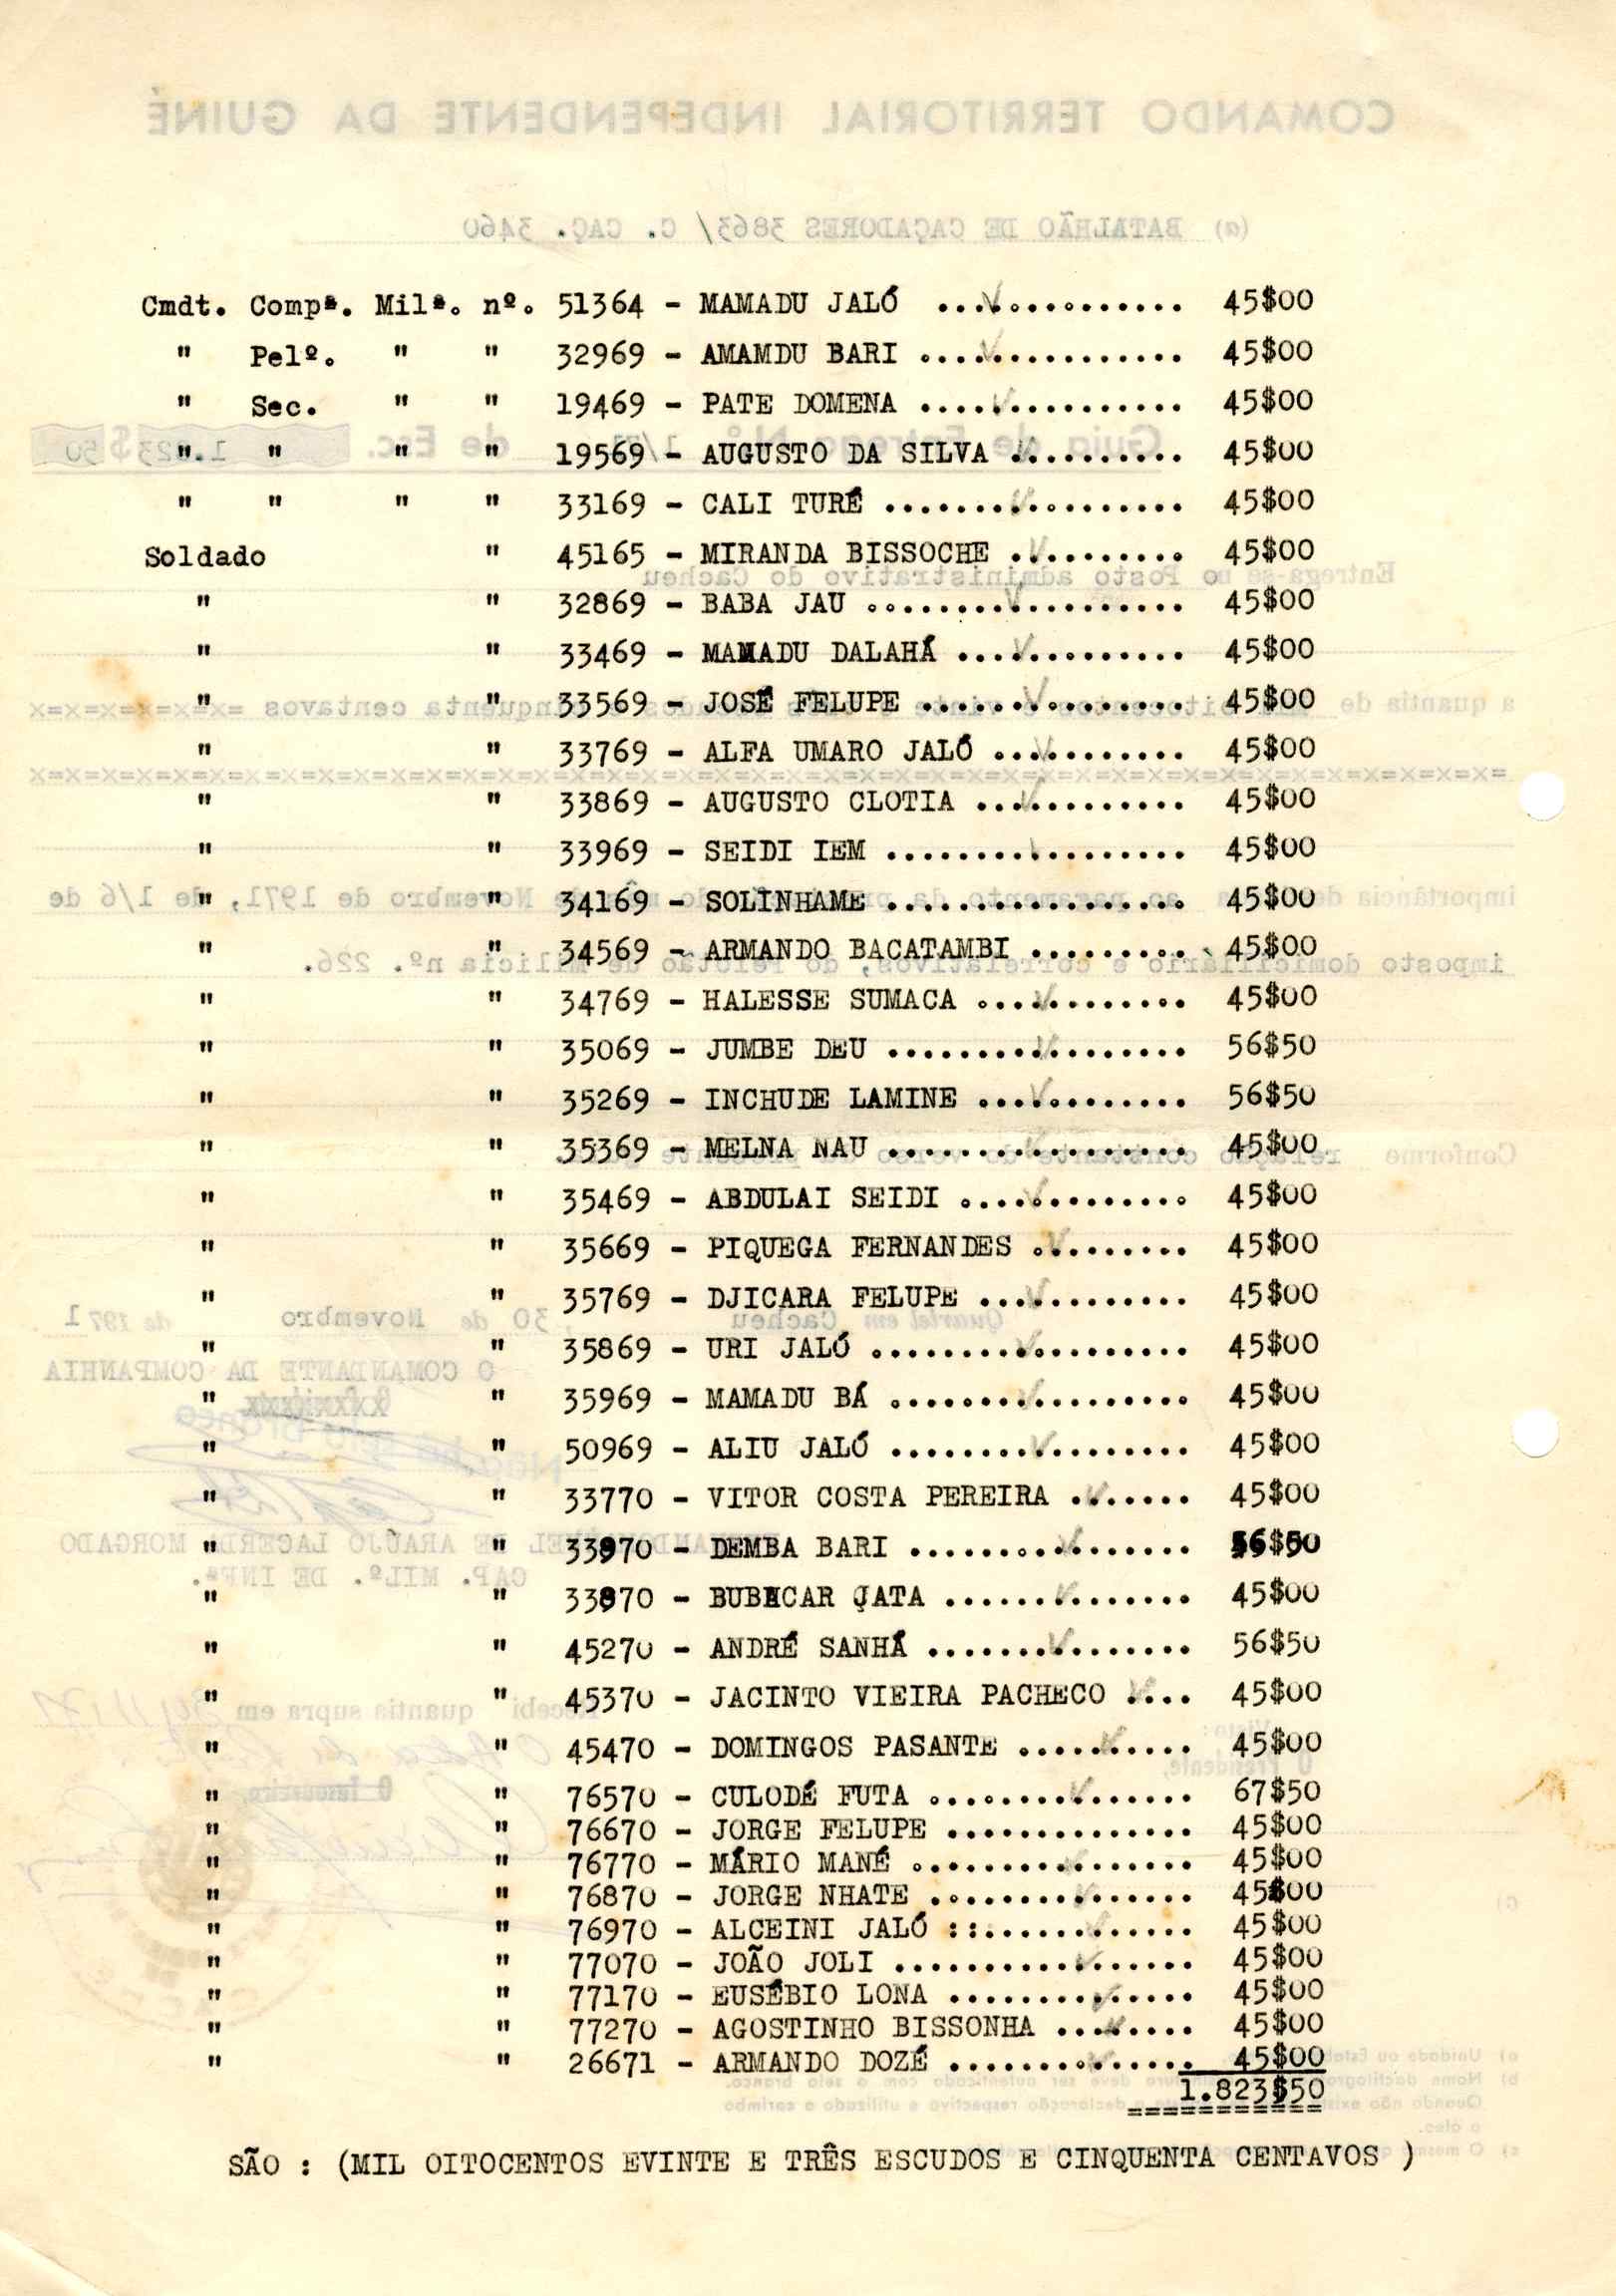 Cmdt. Compª. Milª. nº. 51364 - MAMADU JALÓ .............. 45$00
" Pelº. " " 32969 - AMAMDU BARI ............... 45$00
" Sec. " " 19469 - PATE DOMENA ............... 45$00
" " " " 19569 - AUGUSTO DA SILVA .......... 45$00
" " " " 33169 - CALI TURÉ ................. 45$00
Soldado " 45165 - MIRANDA BISSOCHE .......... 45$00
" " 32869 - BABA JAU .................. 45$00
" " 33469 - MAMADU DALAHÁ ............. 45$00
" " 33569 - JOSÉ FELUPE ............... 45$00
" " 33769 - ALFA UMARO JALÓ ........... 45$00
" " 33869 - AUGUSTO CLOTIA ............ 45$00
" " 33969 - SEIDI IEM ................. 45$00
" " 34169 - SOLINHAME ................. 45$00
" " 34569 - ARMANDO BACATAMBI ......... 45$00
" " 34769 - HALESSE SUMACA ............ 45$00
" " 35069 - JUMBE DEU ................. 56$50
" " 35269 - INCHUDE LAMINE ............ 56$50
" " 35369 - MELNA NAU ................. 45$00
" " 35469 - ABDULAI SEIDI ............. 45$00
" " 35669 - PIQUEGA FERNANDES ......... 45$00
" " 35769 - DJICARA FELUPE ............ 45$00
" " 35869 - URI JALÓ .................. 45$00
" " 35969 - MAMADU BÁ ................. 45$00
" " 50969 - ALIU JALÓ ................. 45$00
" " 33770 - VITOR COSTA PEREIRA ....... 45$00
" " 33970 - DEMBA BARI ................ 56$50
" " 33870 - BUBACAR ÇATA .............. 45$00
" " 45270 - ANDRÉ SANHÁ ............... 56$50
" " 45370 - JACINTO VIEIRA PACHECO .... 45$00
" " 45470 - DOMINGOS PASANTE .......... 45$00
" " 76570 - CULODÉ FUTA ............... 67$50
" " 76670 - JORGE FELUPE .............. 45$00
" " 76770 - MÁRIO MANÉ ................ 45$00
" " 76870 - JORGE NHATE ............... 45$00
" " 76970 - ALCEINI JALÓ ::............ 45$00
" " 77070 - JOÃO JOLI ................. 45$00
" " 77170 - EUSÉBIO LONA .............. 45$00
" " 77270 - AGOSTINHO BISSONHA ........ 45$00
" " 26671 - ARMANDO DOZÉ .............. 45$00
1.823$50
===========
SÃO : (MIL OITOCENTOS EVINTE E TRÊS ESCUDOS E CINQUENTA CENTAVOS )